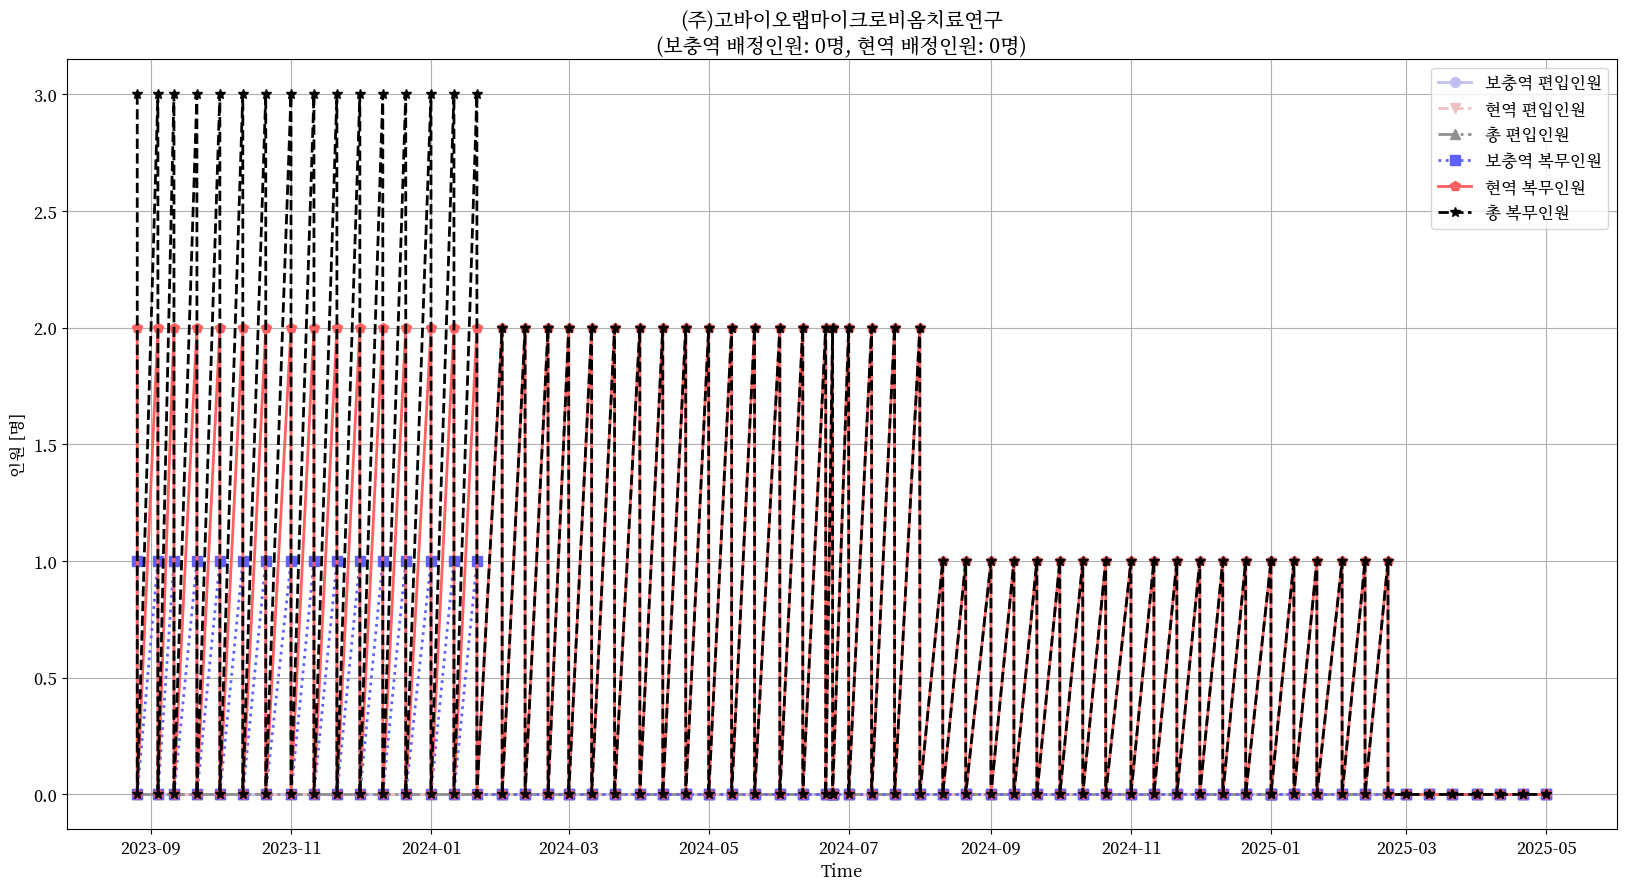 (주)고바이오랩마이크로비옴치료연구
(보충역 배정인원: 0명, 현역 배정인원: 0명)
인원 [명]
3.0
2.5
2.0
1.5
1.0
0.5
0.0
보충역 편입인원
현역 편입인원
총 편입인원
보충역 복무인원
현역 복무인원
총 복무인원
2023-09 2023-11 2024-01 2024-03 2024-05 2024-07 2024-09 2024-11 2025-01 2025-03 2025-05
Time